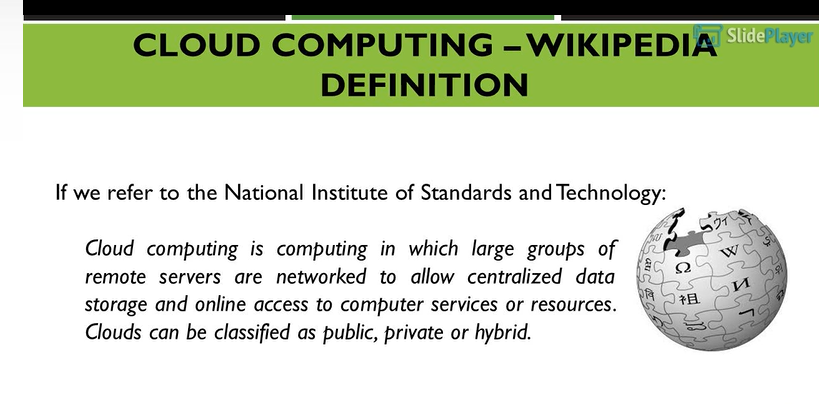 CLOUD COMPUTING – WIKIPEDIA
DEFINITION
SlidePlayer
If we refer to the National Institute of Standards and Technology:
Cloud computing is computing in which large groups of
remote servers are networked to allow centralized data
storage and online access to computer services or resources.
Clouds can be classified as public, private or hybrid.
Ω
W
И
祖